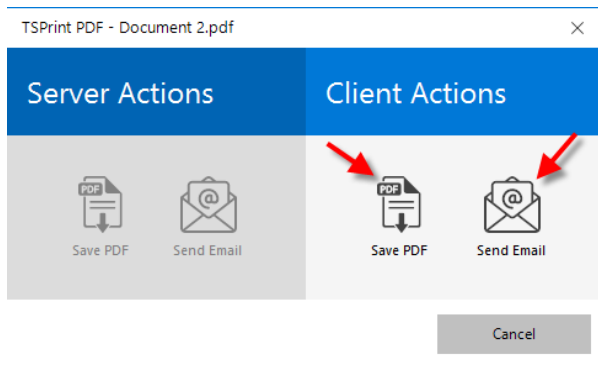 TSPrint PDF - Document 2.pdf
Server Actions
Client Actions
PDF
Save PDF
@
Send Email
PDF
Save PDF
@
Send Email
Cancel